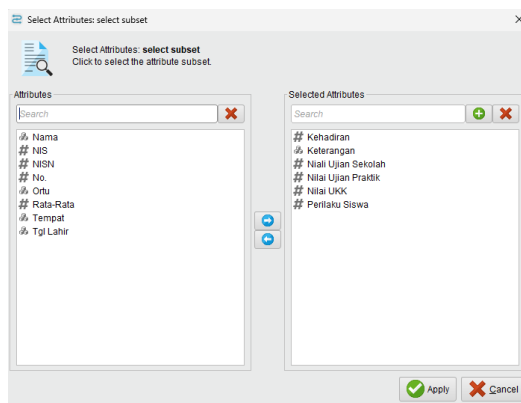 Select Attributes: select subset
Select Attributes: select subset
Click to select the attribute subset.
Attributes
Search
Nama
NIS
NISN
No.
Ortu
Rata-Rata
Tempat
Tgl Lahir
Selected Attributes
Search
Kehadiran
Keterangan
Niali Ujian Sekolah
Nilai Ujian Praktik
Nilai UKK
Perilaku Siswa
Apply
Cancel